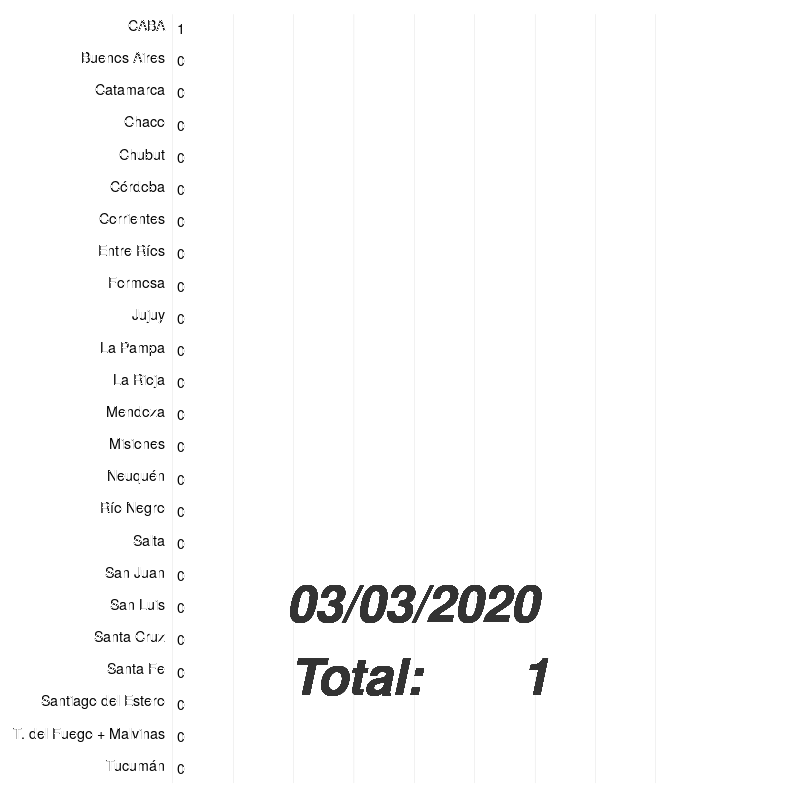 CABA 1
Buenos Aires 0
Catamarca 0
Chaco 0
Chubut 0
Córdoba 0
Corrientes 0
Entre Ríos 0
Formosa 0
Jujuy 0
La Pampa 0
La Rioja 0
Mendoza 0
Misiones 0
Neuquén 0
Río Negro 0
Salta 0
San Juan 0
San Luis 0
03/03/2020
Santa Cruz 0
Santa Fe 0
Total: 1
Santiago del Estero 0
T. del Fuego + Malvinas 0
Tucumán 0